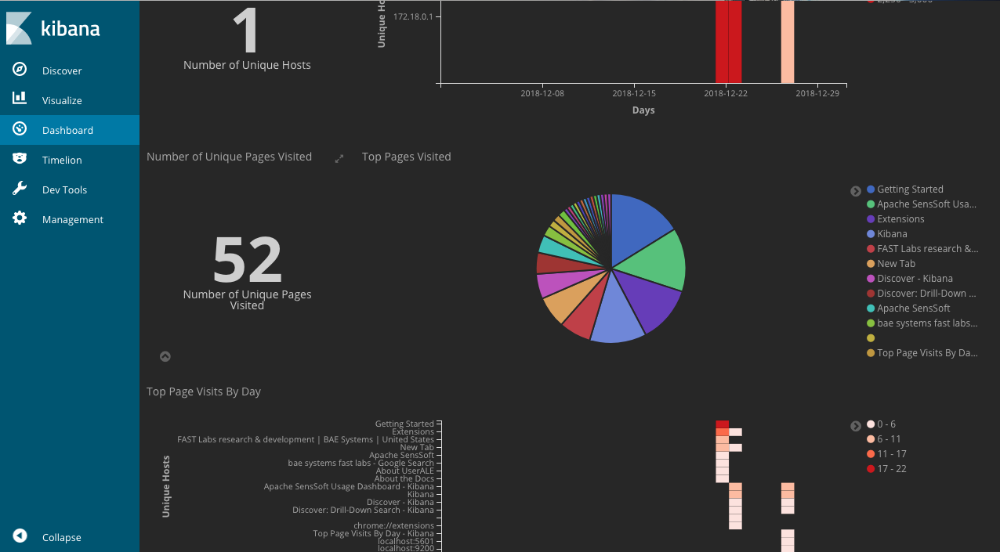 kibana
Discover
Visualize
Dashboard
Timelion
Dev Tools
Management
Collapse
1
Number of Unique Hosts
172.18.0.1
2018-12-08
2018-12-15
2018-12-22
2018-12-29
Days
Number of Unique Pages Visited
Top Pages Visited
52
Number of Unique Pages
Visited
Getting Started
Apache SensSoft Usa...
Extensions
Kibana
FAST Labs research &...
New Tab
Discover - Kibana
Discover: Drill-Down ...
Apache SensSoft
bae systems fast labs...
Top Page Visits By Da...
Top Page Visits By Day
Unique Hosts
Getting Started
Extensions
FAST Labs research & development | BAE Systems | United States
New Tab
Apache SensSoft
bae systems fast labs - Google Search
About UserALE
About the Docs
Apache SensSoft Usage Dashboard - Kibana
Kibana
Discover - Kibana
Discover: Drill-Down Search - Kibana
chrome://extensions
Top Page Visits By Day - Kibana
localhost:5601
localhost:9200
0 - 6
6 - 11
11 - 17
17 - 22